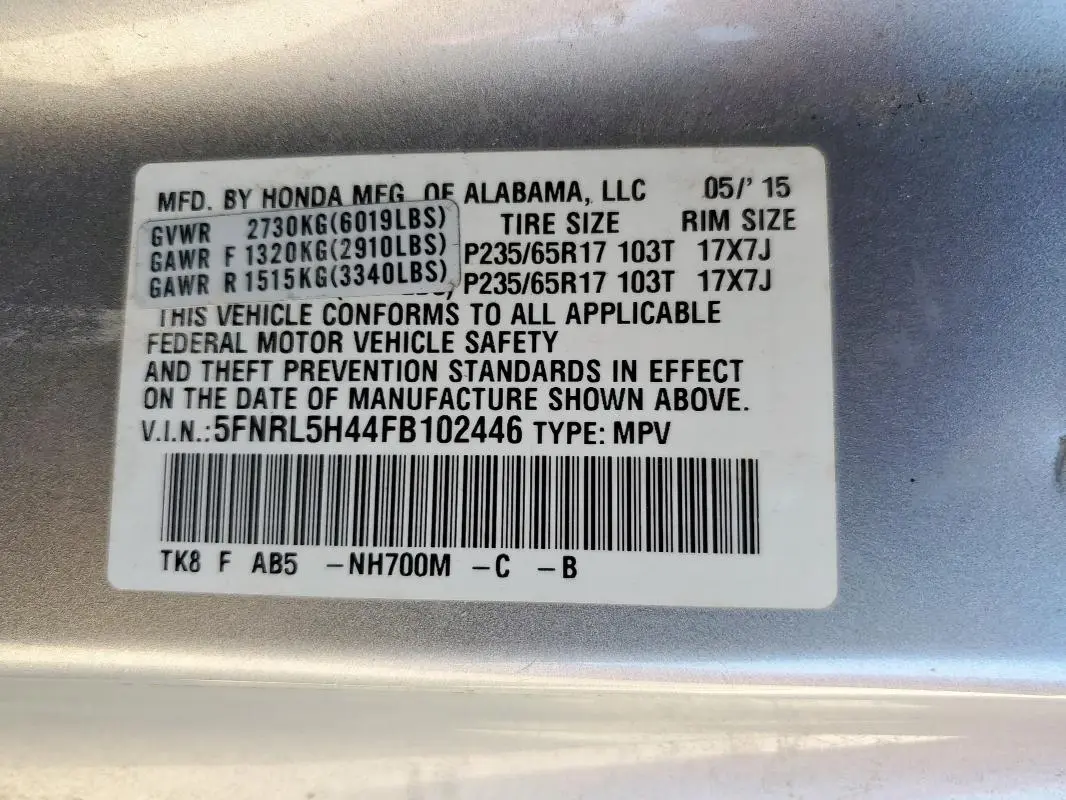 MFD. BY HONDA MFG. OF ALABAMA, LLC 05/' 15
TIRE SIZE RIM SIZE
GVWR 2730KG(6019LBS)
GAWR F 1320KG(2910LBS) P235/65R17 103T 17X7J
GAWR R 1515KG(3340LBS) P235/65R17 103T 17X7J
THIS VEHICLE CONFORMS TO ALL APPLICABLE
FEDERAL MOTOR VEHICLE SAFETY
AND THEFT PREVENTION STANDARDS IN EFFECT
ON THE DATE OF MANUFACTURE SHOWN ABOVE.
V.I.N.:5FNRL5H44FB102446 TYPE: MPV
TK8 F AB5 -NH700M -C -B